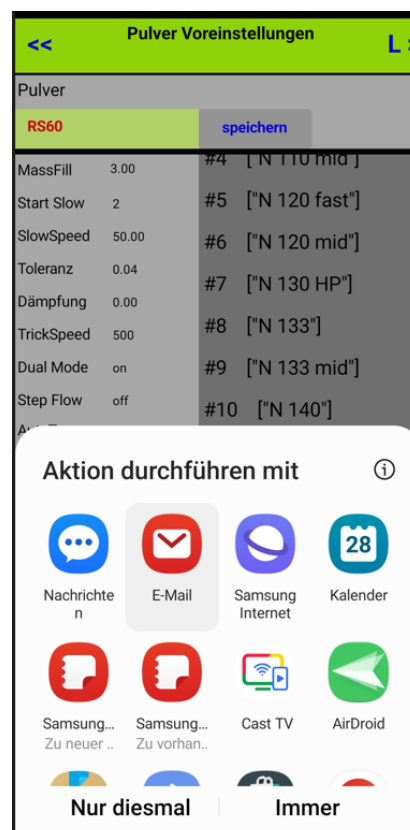 <<
Pulver Voreinstellungen
L
Pulver
RS60
speichern
MassFill 3.00
Start Slow 2
SlowSpeed 50.00
Toleranz 0.04
Dämpfung 0.00
TrickSpeed 500
Dual Mode on
Step Flow off
#4 ["N 110 mid"]
#5 ["N 120 fast"]
#6 ["N 120 mid"]
#7 ["N 130 HP"]
#8 ["N 133"]
#9 ["N 133 mid"]
#10 ["N 140"]
Aktion durchführen mit
Nachrichte
n
E-Mail
Samsung
Internet
28
Kalender
Samsung...
Zu neuer ..
Samsung...
Zu vorhan..
Cast TV
AirDroid
Nur diesmal
Immer